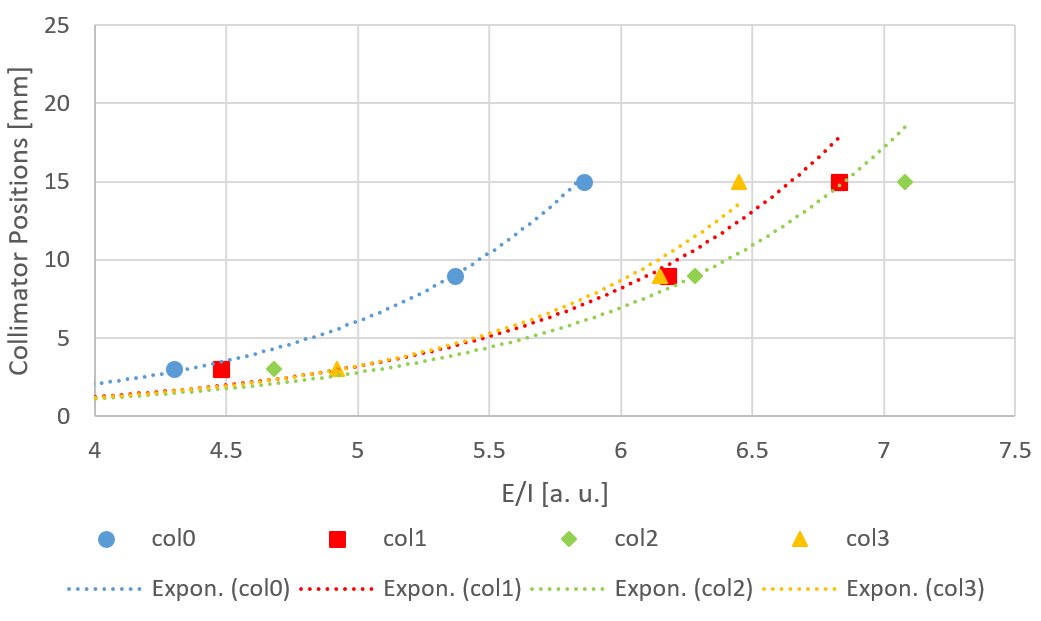 25
20
15
10
5
0
Collimator Positions [mm]
4 4.5 5 5.5 6 6.5 7 7.5
E/I [a. u.]
col0 col1 col2 col3
Expon. (col0) Expon. (col1) Expon. (col2) Expon. (col3)